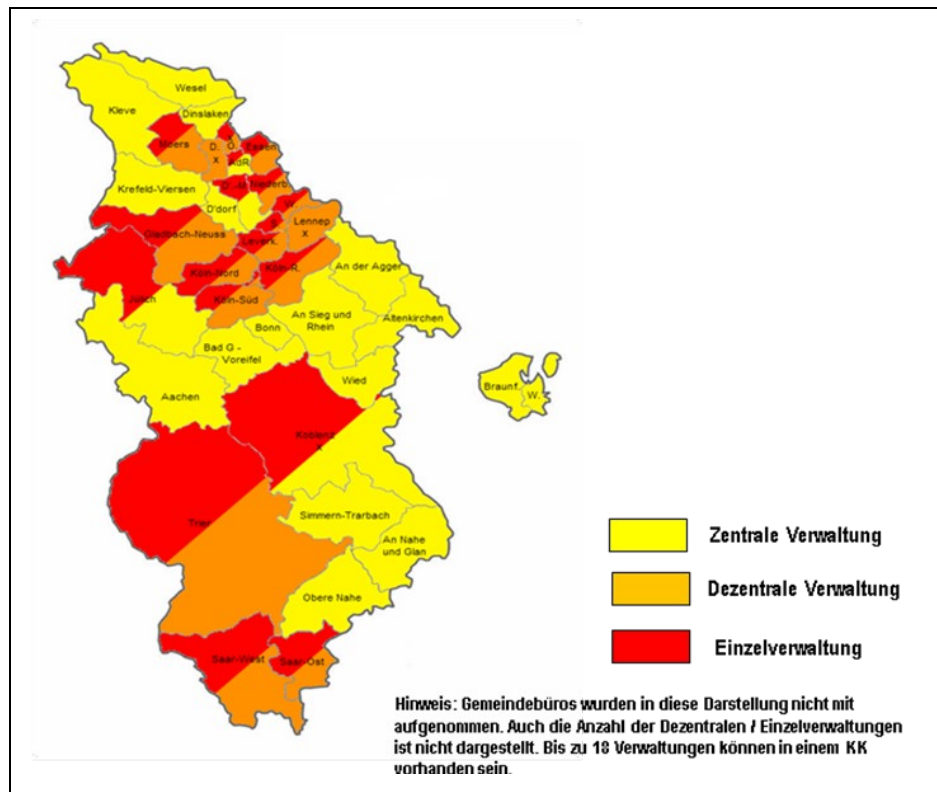 Wesel
Kleve
Dinslaken
Moers
D.
X
O.
Essen
AdR
Krefeld-Viersen
Niederb.
D'dorf
W.
Lennep
X
S
Gladbach-Neuss
Leverk.
Köln-Nord
Köln-R.
An der Agger
Jülich
Köln-Süd
An Sieg und
Rhein
Altenkirchen
Bonn
Bad G -
Voreifel
Wied
Aachen
Braunf.
W.
Koblenz
X
Trier
Simmern-Trarbach
An Nahe
und Glan
Obere Nahe
Saar-West
Saar-Ost
Zentrale Verwaltung
Dezentrale Verwaltung
Einzelverwaltung
Hinweis: Gemeindebüros wurden in diese Darstellung nicht mit
aufgenommen. Auch die Anzahl der Dezentralen / Einzelverwaltungen
ist nicht dargestellt. Bis zu 18 Verwaltungen können in einem KK
vorhanden sein.